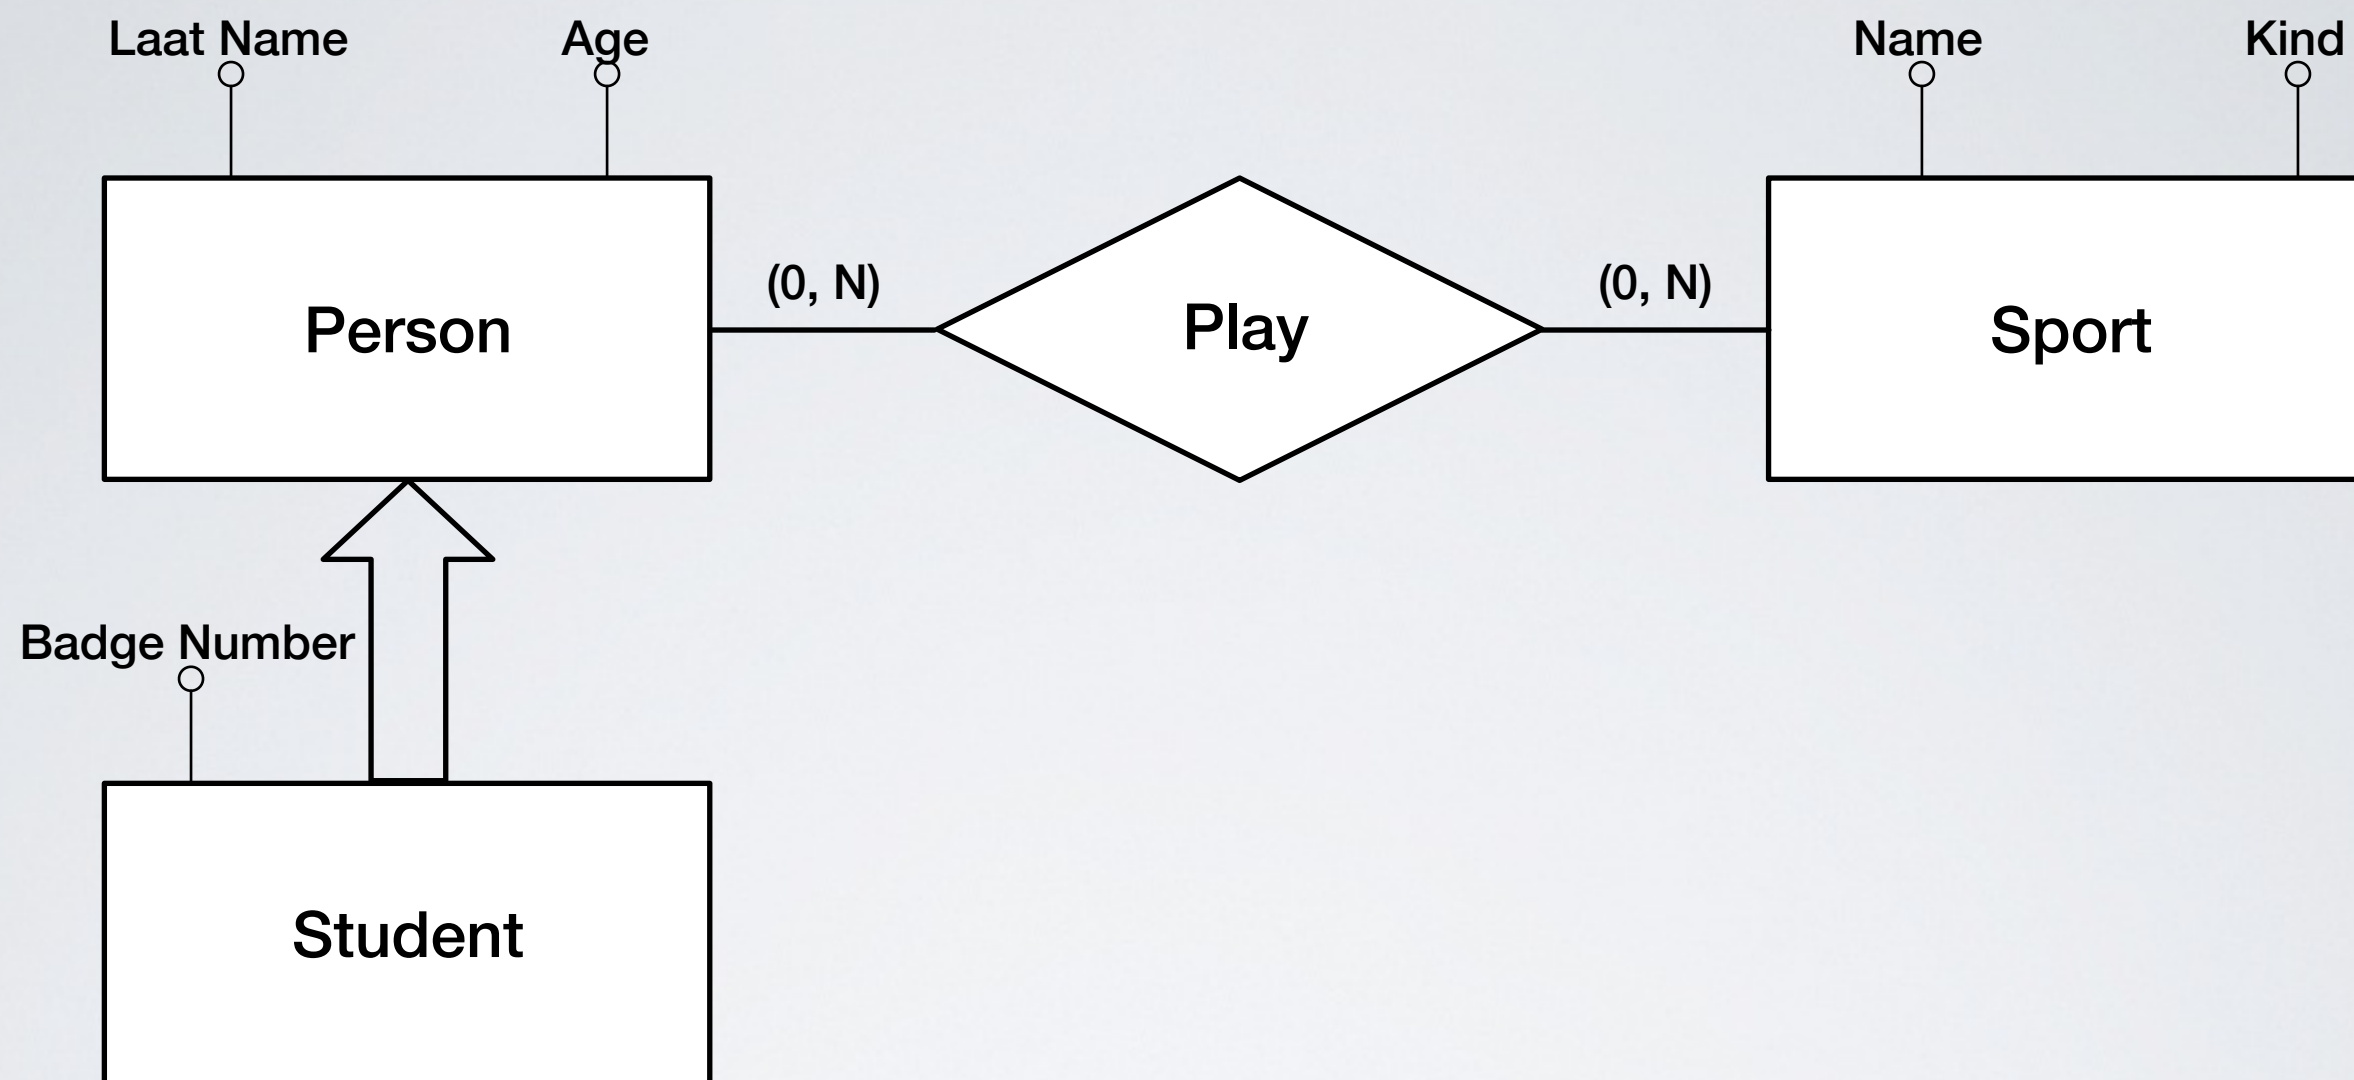 Laat Name
Age
Name
Kind
Person
(0, N)
Play
(0, N)
Sport
Badge Number
Student